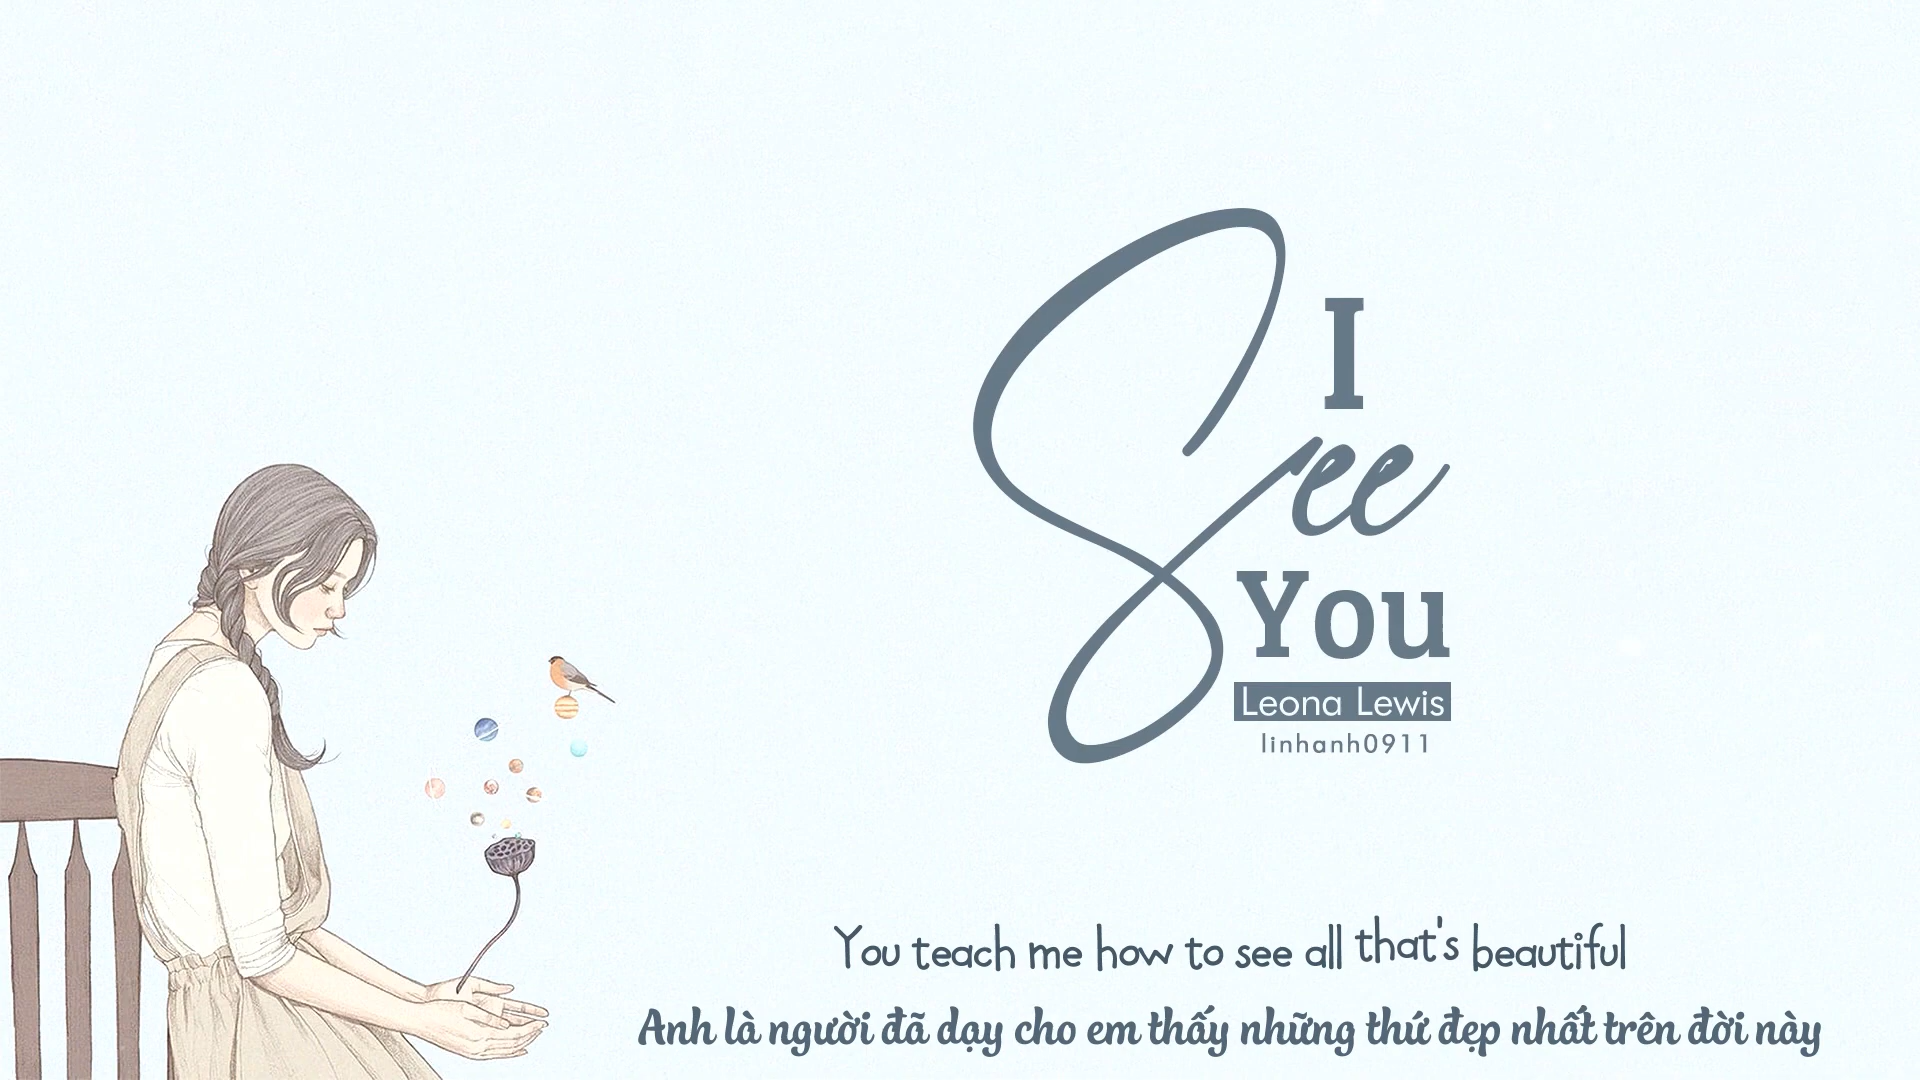 I
See
You
Leona Lewis
linhanh0911
You teach me how to see all that's beautiful
Anh là người đã dạy cho em thấy những thứ đẹp nhất trên đời này